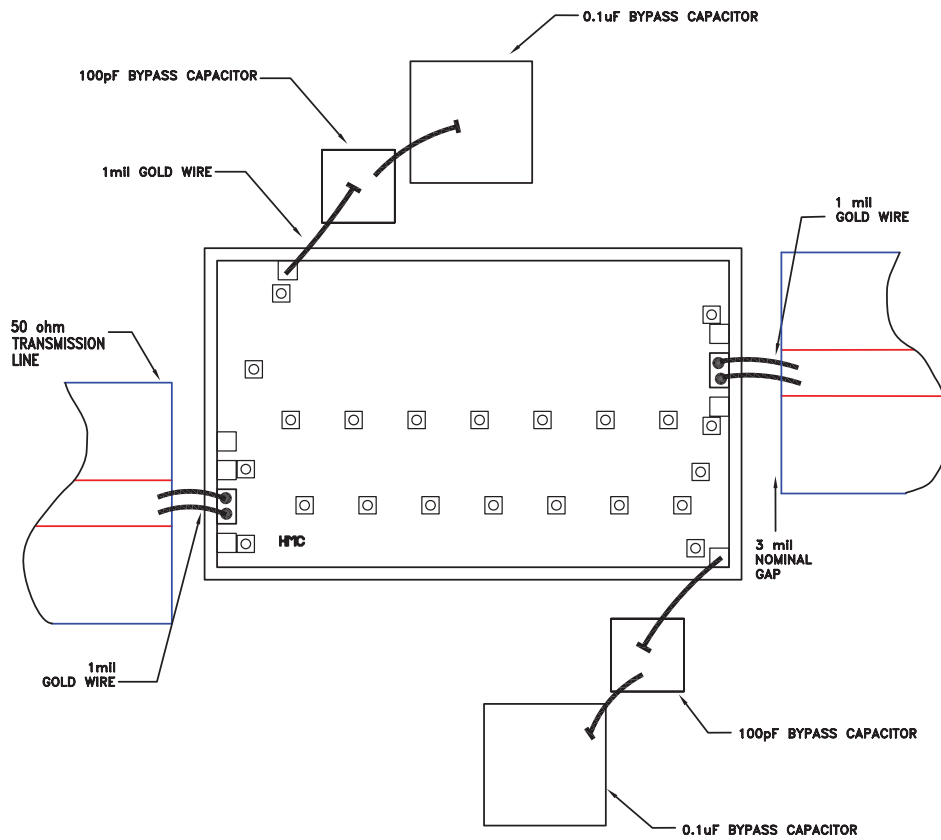 0.1uF BYPASS CAPACITOR
100pF BYPASS CAPACITOR
1mil GOLD WIRE
1 mil
GOLD WIRE
50 ohm
TRANSMISSION
LINE
HMC
3 mil
NOMINAL
GAP
1mil
GOLD WIRE
100pF BYPASS CAPACITOR
0.1uF BYPASS CAPACITOR